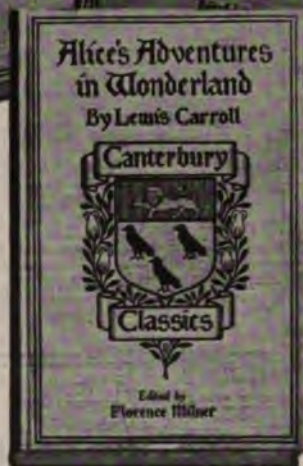 Alice's Adventures
in Wonderland
By Lewis Carroll
Canterbury
Classics
Edited by
Florence Milner